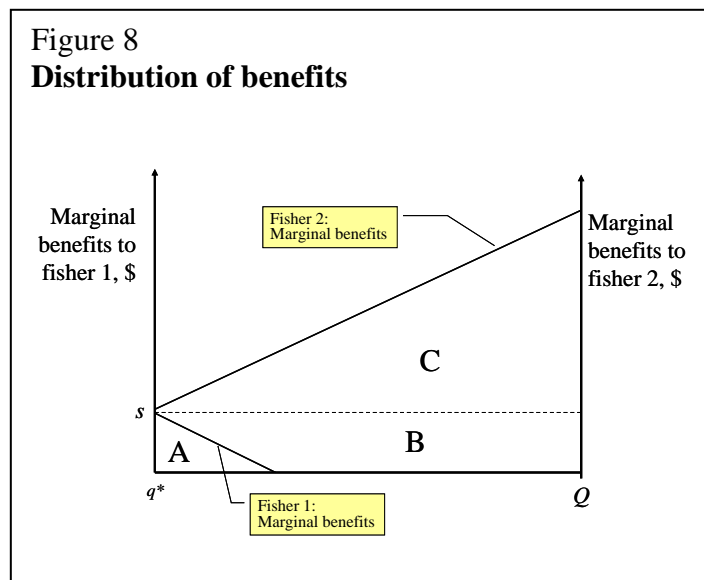 Figure 8
Distribution of benefits
Marginal
benefits to
fisher 1, $
Fisher 2:
Marginal benefits
Marginal
benefits to
fisher 2, $
C
s
B
A
q*
Fisher 1:
Marginal benefits
Q